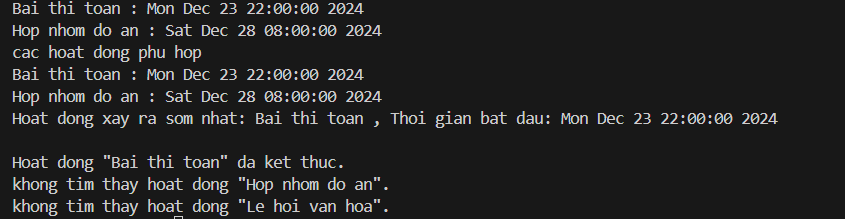 Bai thi toan : Mon Dec 23 22:00:00 2024
Hop nhom do an : Sat Dec 28 08:00:00 2024
cac hoat dong phu hop
Bai thi toan : Mon Dec 23 22:00:00 2024
Hop nhom do an : Sat Dec 28 08:00:00 2024
Hoat dong xay ra som nhat: Bai thi toan , Thoi gian bat dau: Mon Dec 23 22:00:00 2024
Hoat dong "Bai thi toan" da ket thuc.
khong tim thay hoat dong "Hop nhom do an".
khong tim thay hoat dong "Le hoi van hoa".